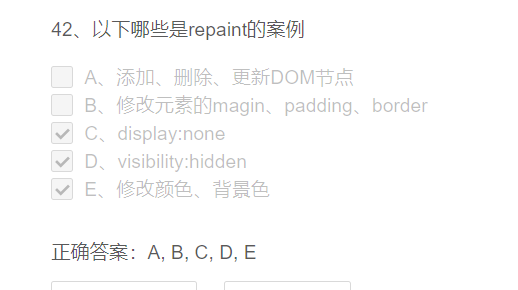 42、以下哪些是repaint的案例
A、添加、删除、更新DOM节点
B、修改元素的magin、padding、border
C、display:none
D、visibility:hidden
E、修改颜色、背景色
正确答案：A, B, C, D, E